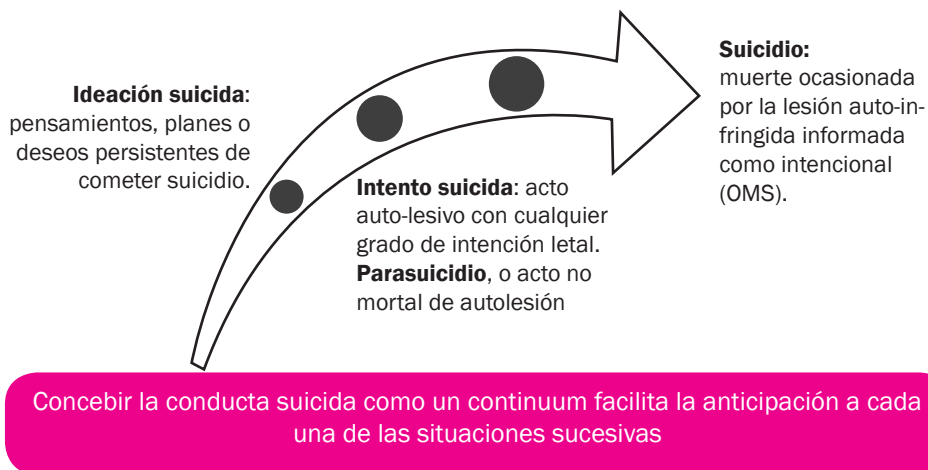 Ideación suicida:
pensamientos, planes o
deseos persistentes de
cometer suicidio.
Intento suicida: acto
auto-lesivo con cualquier
grado de intención letal.
Parasuicidio, o acto no
mortal de autolesión
Suicidio:
muerte ocasionada
por la lesión auto-in-
fringida informada
como intencional
(OMS).
Concebir la conducta suicida como un continuum facilita la anticipación a cada
una de las situaciones sucesivas